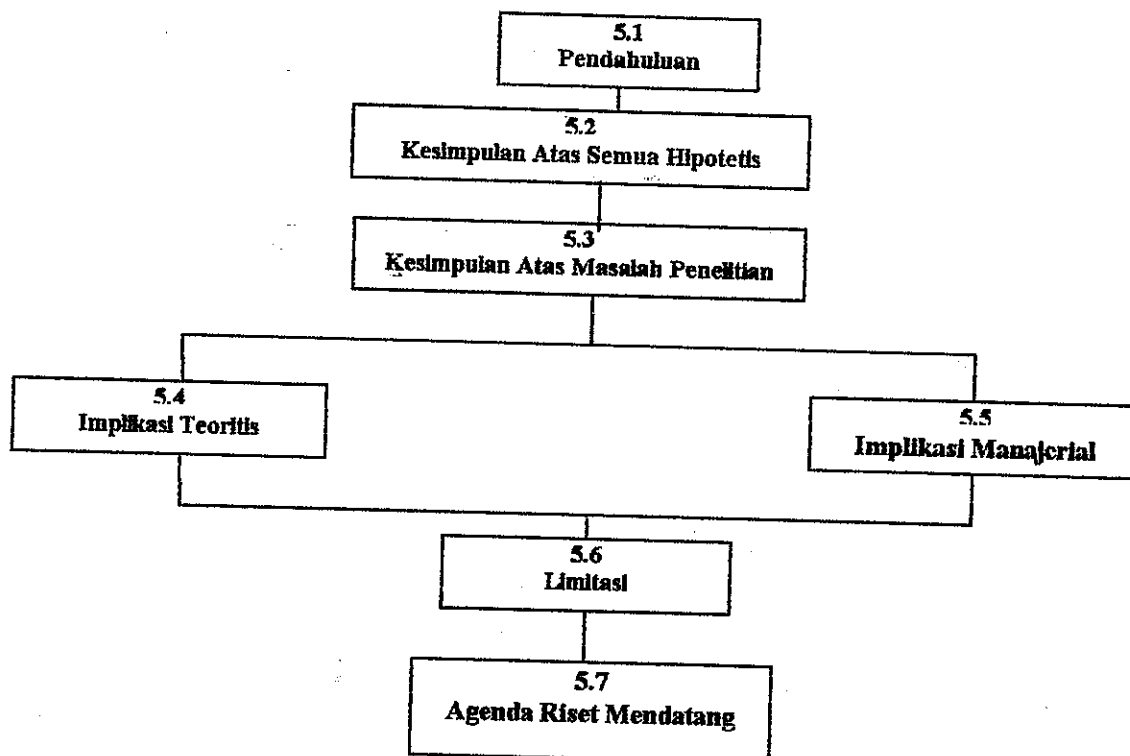 5.1
Pendahuluan
5.2
Kesimpulan Atas Semua Hipotetis
5.3
Kesimpulan Atas Masalah Penelitian
5.4
Implikasi Teoritis
5.5
Implikasi Manajerial
5.6
Limitasi
5.7
Agenda Riset Mendatang